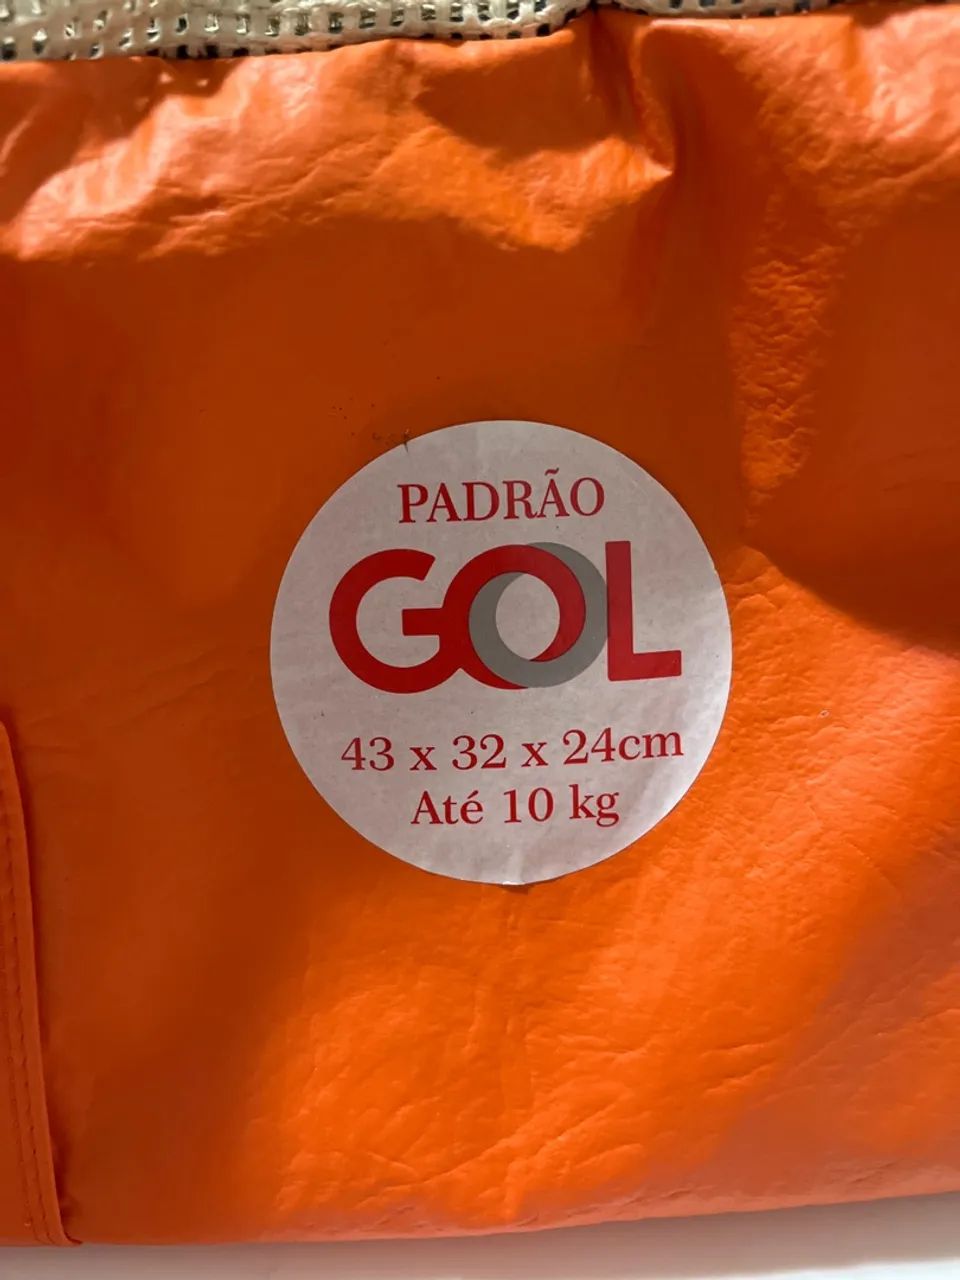 PADRÃO
GOL
43 x 32 x 24cm
Até 10 kg